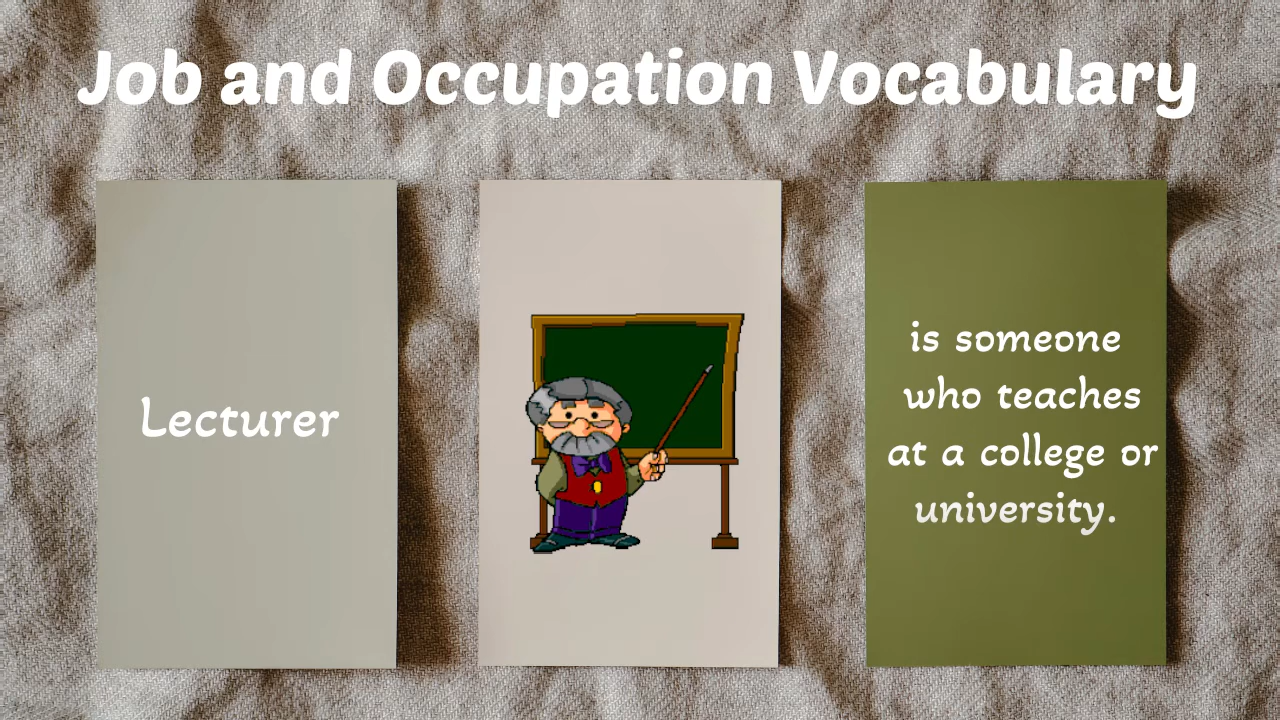 Job and Occupation Vocabulary
Lecturer
is someone
who teaches
at a college or
university.